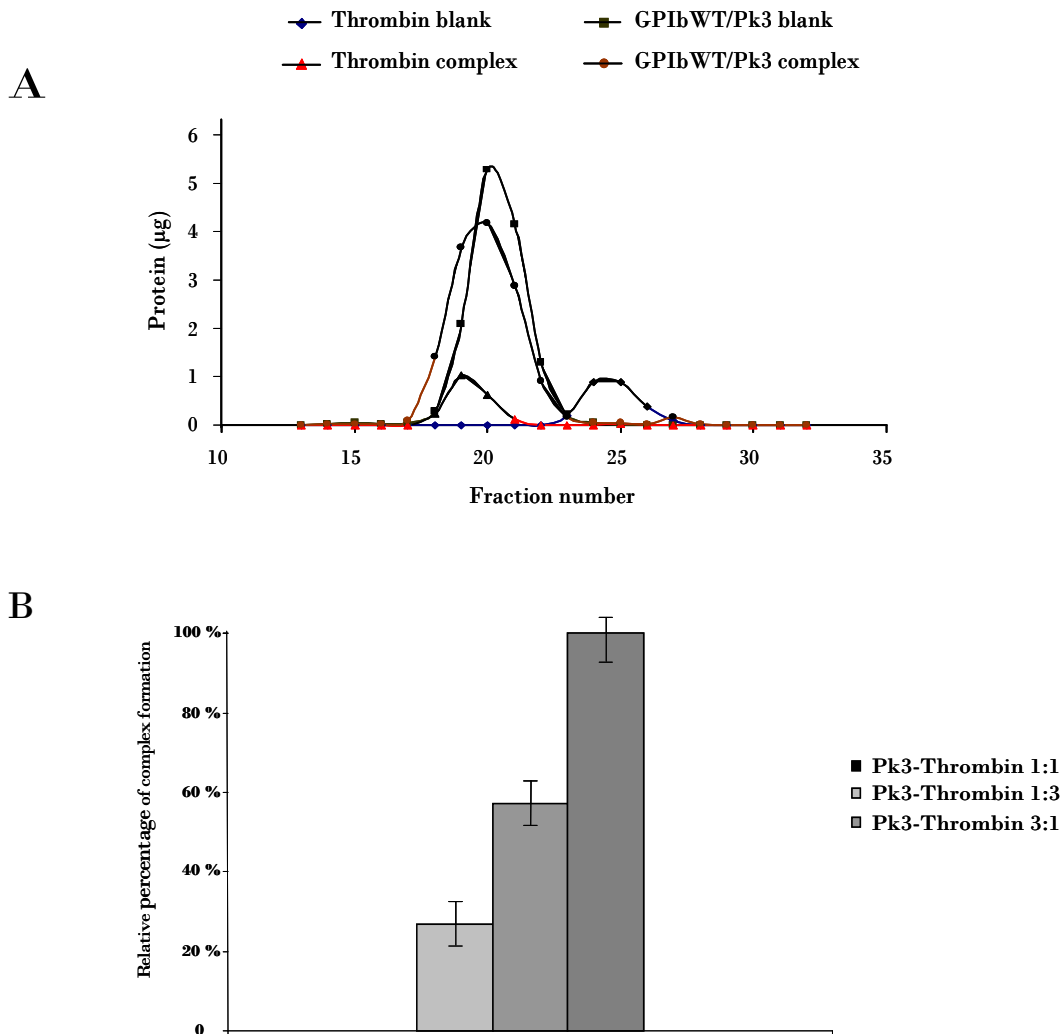 Thrombin blank
GPIbWT/Pk3 blank
Thrombin complex
GPIbWT/Pk3 complex
A
Protein (µg)
6
5
4
3
2
1
0
10 15 20 25 30 35
Fraction number
B
Relative percentage of complex formation
100 %
80 %
60 %
40 %
20 %
0
Pk3-Thrombin 1:1
Pk3-Thrombin 1:3
Pk3-Thrombin 3:1